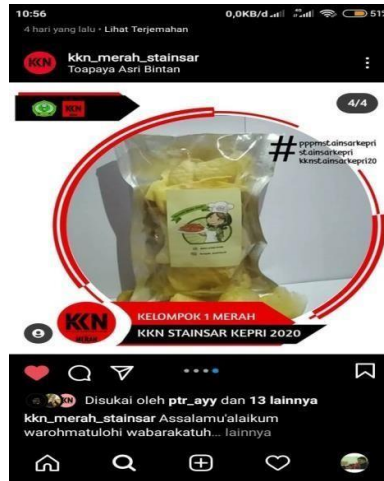 10:56
0,0KB/d
51%
4 hari yang lalu • Lihat Terjemahan
KKN
kkn_merah_stainsar
Toapaya Asri Bintan
KKN
4/4
#
pppmstainsarkepri
stainsarkepri
kknstainsarkepri20
KKN
MERAH
KELOMPOK 1 MERAH
KKN STAINSAR KEPRI 2020
Disukai oleh ptr_ayy dan 13 lainnya
kkn_merah_stainsar Assalamu'alaikum
warohmatulohi wabarakatuh... lainnya